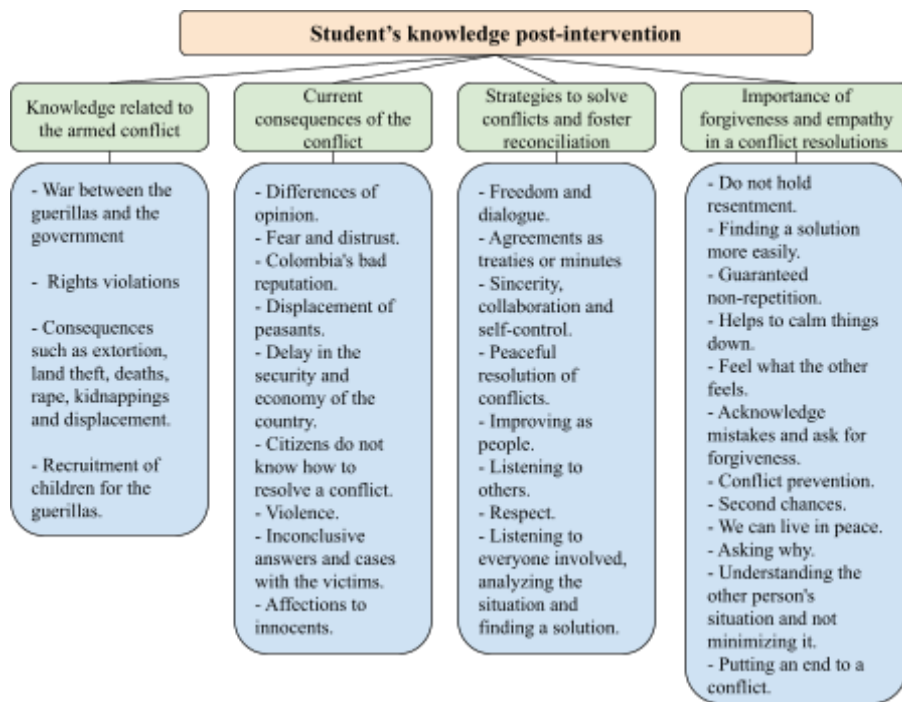 Student's knowledge post-intervention
Knowledge related to
the armed conflict
Current
consequences of the
conflict
Strategies to solve
conflicts and foster
reconciliation
Importance of
forgiveness and empathy
in a conflict resolutions
- War between the
guerillas and the
government
- Rights violations
- Consequences
such as extortion,
land theft, deaths,
rape, kidnappings
and displacement.
- Recruitment of
children for the
guerillas.
- Differences of
opinion.
- Fear and distrust.
- Colombia's bad
reputation.
- Displacement of
peasants.
- Delay in the
security and
economy of the
country.
- Citizens do not
know how to
resolve a conflict.
- Violence.
- Inconclusive
answers and cases
with the victims.
- Affections to
innocents.
- Freedom and
dialogue.
- Agreements as
treaties or minutes
- Sincerity,
collaboration and
self-control.
- Peaceful
resolution of
conflicts.
- Improving as
people.
- Listening to
others.
- Respect.
- Listening to
everyone involved,
analyzing the
situation and
finding a solution.
- Do not hold
resentment.
- Finding a solution
more easily.
- Guaranteed
non-repetition.
- Helps to calm things
down.
- Feel what the other
feels.
- Acknowledge
mistakes and ask for
forgiveness.
- Conflict prevention.
- Second chances.
- We can live in peace.
- Asking why.
- Understanding the
other person's
situation and not
minimizing it.
- Putting an end to a
conflict.